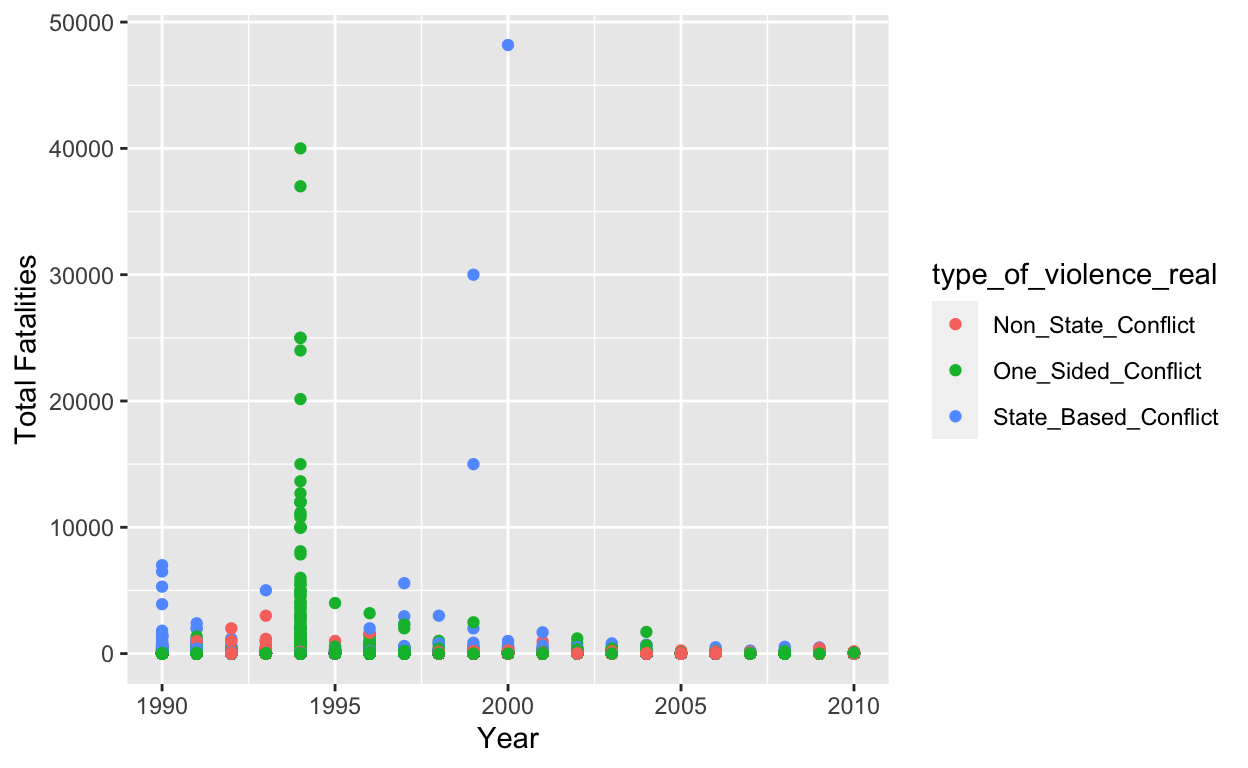 50000
40000
30000
20000
10000
0
Total Fatalities
1990 1995 2000 2005 2010
Year
type_of_violence_real
Non_State_Conflict
One_Sided_Conflict
State_Based_Conflict